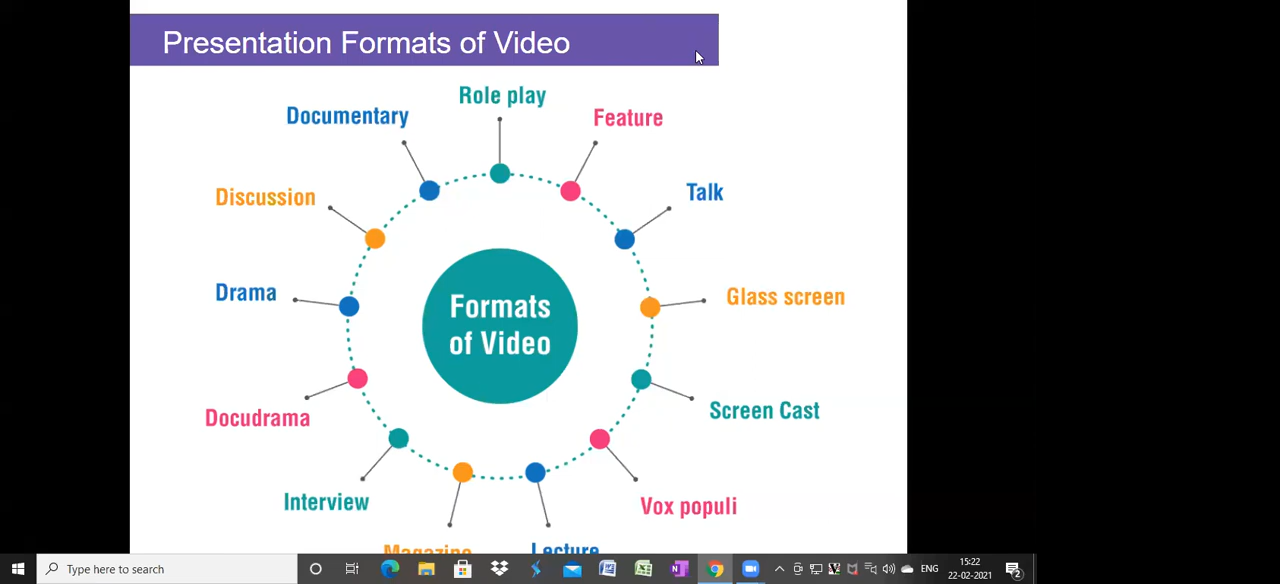 Presentation Formats of Video
Role play
Documentary
Feature
Discussion
Talk
Drama
Glass screen
Formats
of Video
Docudrama
Screen Cast
Interview
Vox populi
Magazine
Lecture
Type here to search
ENG
15:22
22-02-2021
2